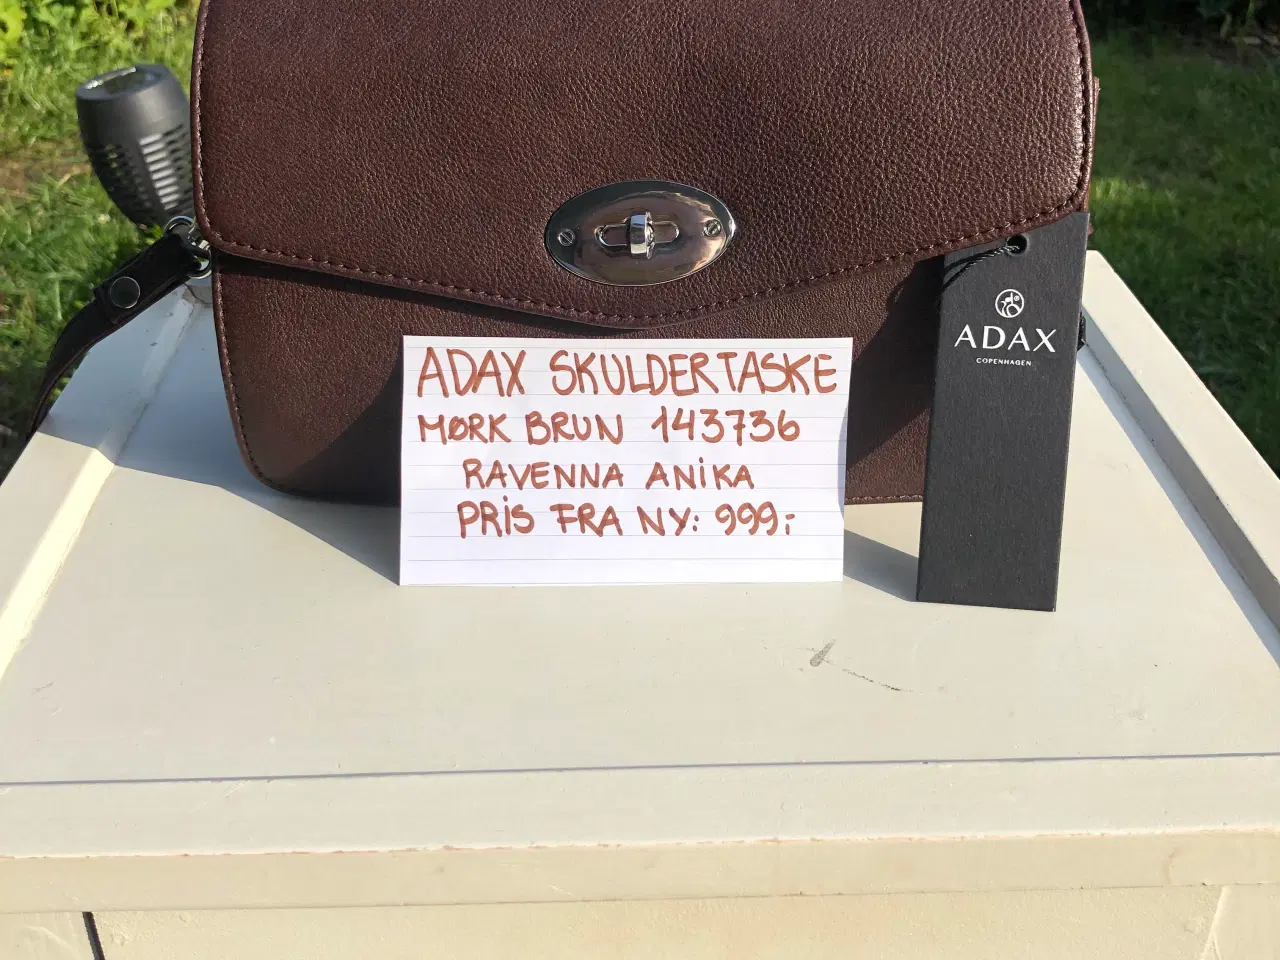 ADAX SKULDERTASKE
MØRK BRUN 143736
RAVENNA ANiKA
PRiS FRA NY: 999;
ADAX
COPENHAGEN